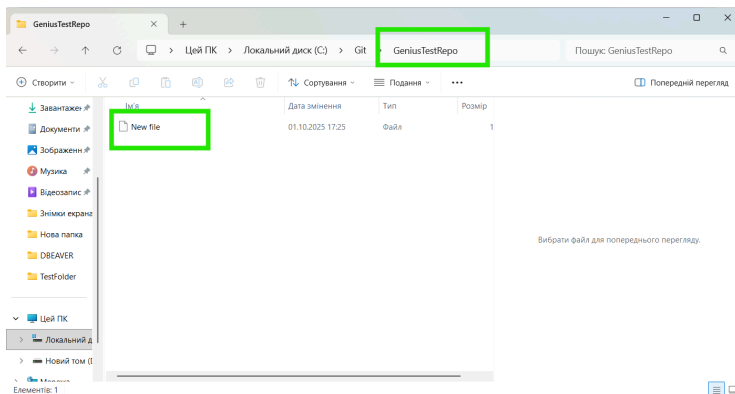 GeniusTestRepo
Цей ПК > Локальний диск (C:) > Git > GeniusTestRepo
Пошук: GeniusTestRepo
Створити
Сортування
Подання
Попередній перегляд
Ім'я
Дата змінення
Тип
Розмір
Завантажен
New file
01.10.2025 17:25
Файл
1
Документи
Зображенн
Музика
Відеозапис
Знімки екрана
Нова папка
DBEAVER
TestFolder
Вибрати файл для попереднього перегляду.
Цей ПК
Локальний д
Новий том (D
Мережа
Елементів: 1